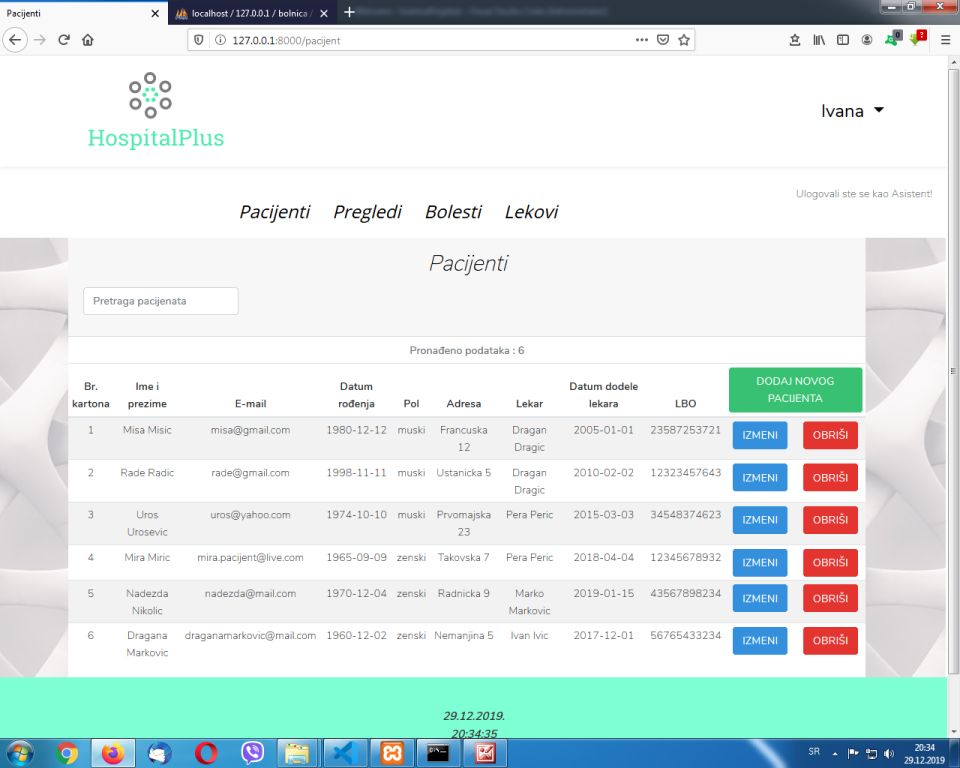 Pacijenti
localhost / 127.0.0.1 / bolnica /
127.0.0.1:8000/pacijent
0
?
HospitalPlus
Ivana
Ulogovali ste se kao Asistent!
Pacijenti Pregledi Bolesti Lekovi
Pacijenti
Pretraga pacijenata
Pronađeno podataka : 6
Br. kartona Ime i prezime E-mail Datum rođenja Pol Adresa Lekar Datum dodele lekara LBO DODAJ NOVOG PACIJENTA
1 Misa Misic misa@gmail.com 1980-12-12 muski Francuska 12 Dragan Dragic 2005-01-01 23587253721 IZMENI OBRIŠI
2 Rade Radic rade@gmail.com 1998-11-11 muski Ustanicka 5 Dragan Dragic 2010-02-02 12323457643 IZMENI OBRIŠI
3 Uros Urosevic uros@yahoo.com 1974-10-10 muski Prvomajska 23 Pera Peric 2015-03-03 34548374623 IZMENI OBRIŠI
4 Mira Miric mira.pacijent@live.com 1965-09-09 zenski Takovska 7 Pera Peric 2018-04-04 12345678932 IZMENI OBRIŠI
5 Nadezda Nikolic nadezda@mail.com 1970-12-04 zenski Radnicka 9 Marko Markovic 2019-01-15 43567898234 IZMENI OBRIŠI
6 Dragana Markovic draganamarkovic@mail.com 1960-12-02 zenski Nemanjina 5 Ivan Ivic 2017-12-01 56765433234 IZMENI OBRIŠI
29.12.2019.
20:34:35
SR
20:34
29.12.2019